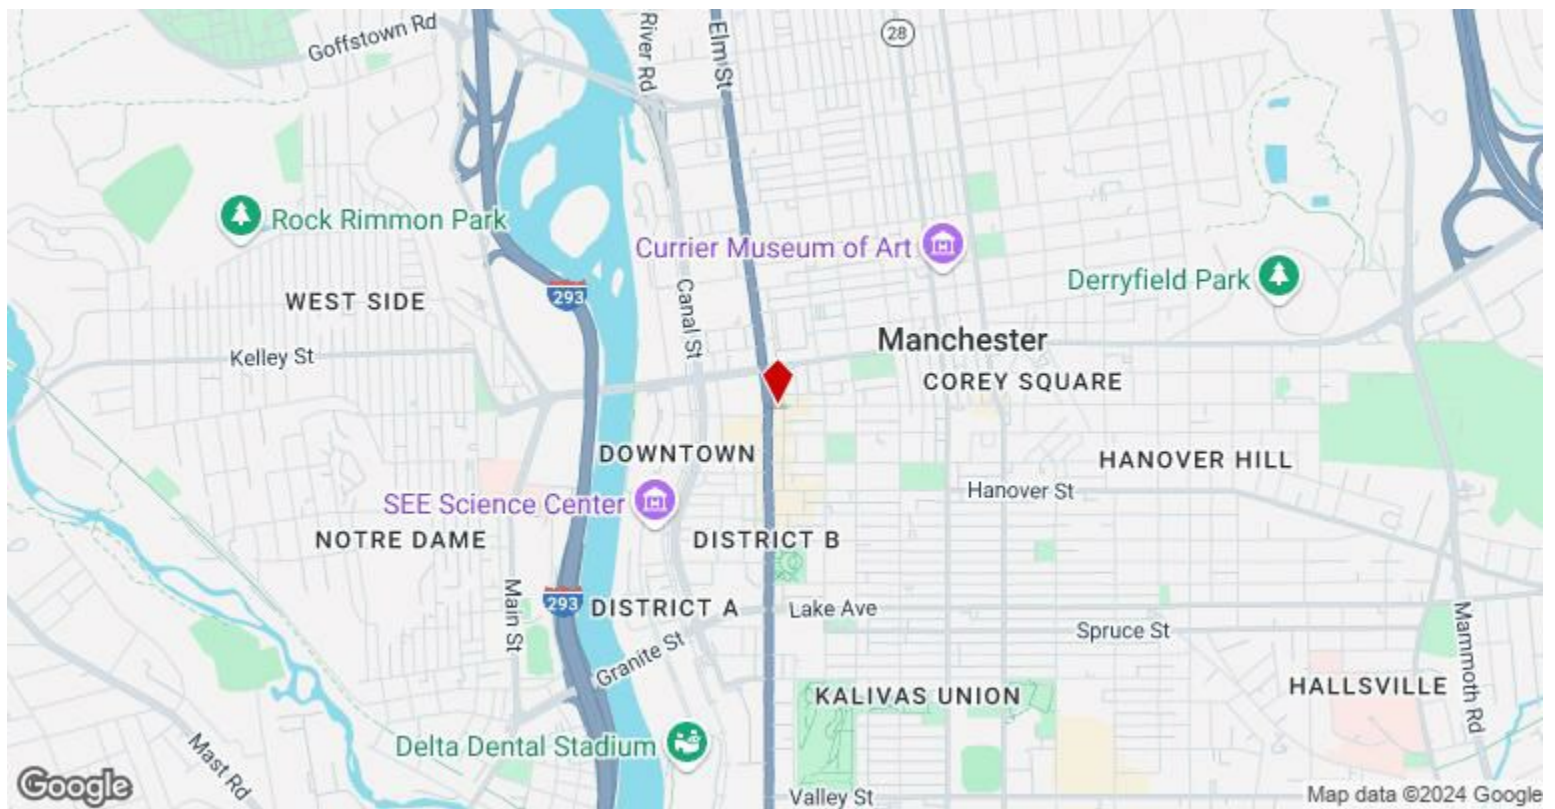 Goffstown Rd
River Rd
Elm St
28
Rock Rimmon Park
Currier Museum of Art
Derryfield Park
WEST SIDE
293
Canal St
Kelley St
Manchester
COREY SQUARE
DOWNTOWN
HANOVER HILL
SEE Science Center
Hanover St
NOTRE DAME
DISTRICT B
293
DISTRICT A
Main St
Lake Ave
Spruce St
Mammoth Rd
Granite St
KALIVAS UNION
HALLSVILLE
Delta Dental Stadium
Mast Rd
Google
Valley St
Map data ©2024 Google